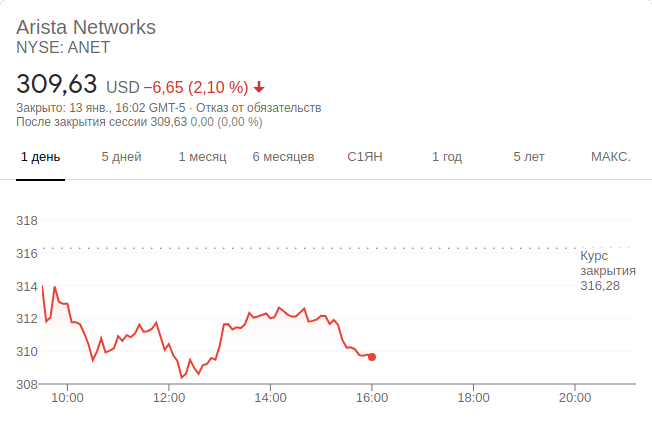 Arista Networks
NYSE: ANET
309,63 USD −6,65 (2,10 %)
Закрыто: 13 янв., 16:02 GMT-5 · Отказ от обязательств
После закрытия сессии 309,63 0,00 (0,00 %)
1 день 5 дней 1 месяц 6 месяцев С1ЯН 1 год 5 лет МАКС.
318
316
Курс
закрытия
314 316,28
312
310
308
10:00 12:00 14:00 16:00 18:00 20:00